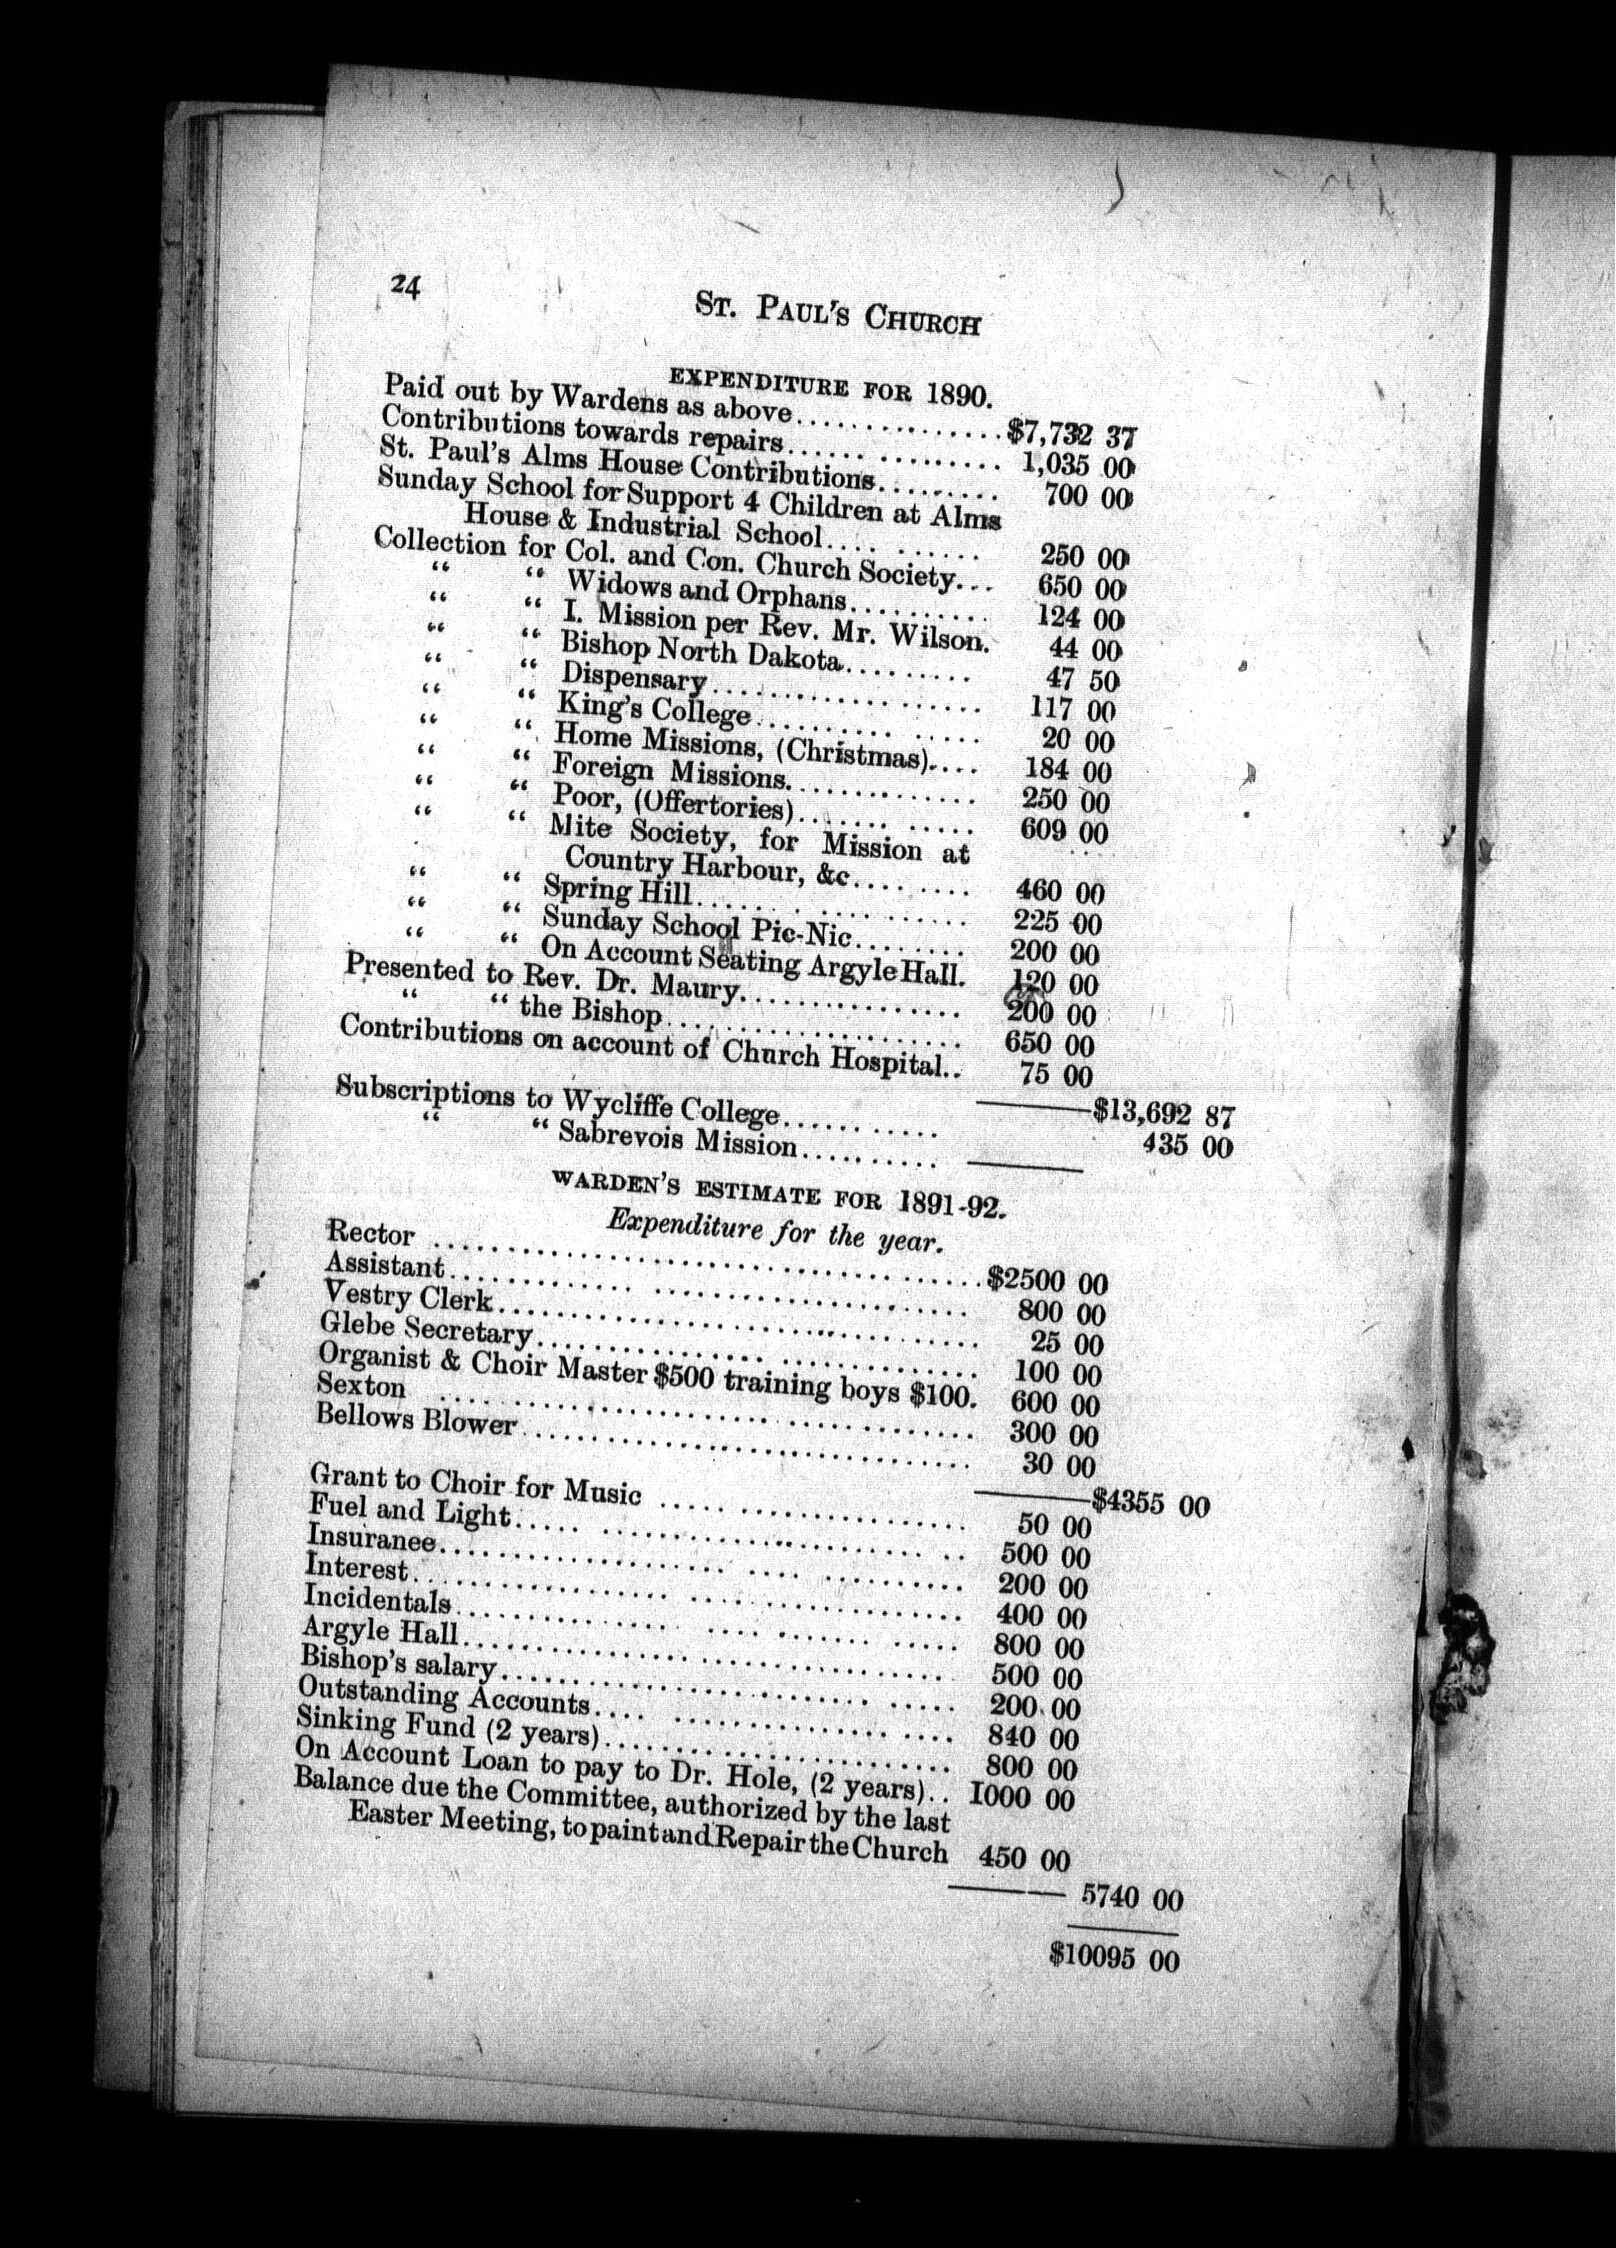 24
St. Paul's Church
EXPENDITURE FOR 1890.
Paid out by Wardens as above............... $7,732 37
Contributions towards repairs............... 1,035 00
St. Paul's Alms House Contributions......... 700 00
Sunday School for Support 4 Children at Alms
House & Industrial School.......... 250 00
Collection for Col. and Con. Church Society... 650 00
“ “ Widows and Orphans.......... 124 00
“ “ I. Mission per Rev. Mr. Wilson. 44 00
“ “ Bishop North Dakota......... 47 50
“ “ Dispensary................... 117 00
“ “ King's College............... 20 00
“ “ Home Missions, (Christmas).... 184 00
“ “ Foreign Missions............. 250 00
“ “ Poor, (Offertories)............ 609 00
“ “ Mite Society, for Mission at
Country Harbour, &c........ 460 00
“ “ Spring Hill................. 225 00
“ “ Sunday School Pic-Nic........ 200 00
“ “ On Account Seating Argyle Hall. 120 00
Presented to Rev. Dr. Maury............... 200 00
“ “ the Bishop.................... 650 00
Contributions on account of Church Hospital.. 75 00
$13,692 87
Subscriptions to Wycliffe College........... 435 00
“ “ Sabrevois Mission..........
WARDEN'S ESTIMATE FOR 1891-92.
Expenditure for the year.
Rector ..................................... $2500 00
Assistant.................................. 800 00
Vestry Clerk............................... 25 00
Glebe Secretary............................ 100 00
Organist & Choir Master $500 training boys $100. 600 00
Sexton ................................... 300 00
Bellows Blower............................. 30 00
$4355 00
Grant to Choir for Music .................... 50 00
Fuel and Light............................. 500 00
Insuranee................................. 200 00
Interest................................... 400 00
Incidentals................................ 800 00
Argyle Hall................................ 500 00
Bishop's salary............................. 200 00
Outstanding Accounts...................... 840 00
Sinking Fund (2 years)...................... 800 00
On Account Loan to pay to Dr. Hole, (2 years).. 1000 00
Balance due the Committee, authorized by the last
Easter Meeting, to paint and Repair the Church 450 00
5740 00
$10095 00